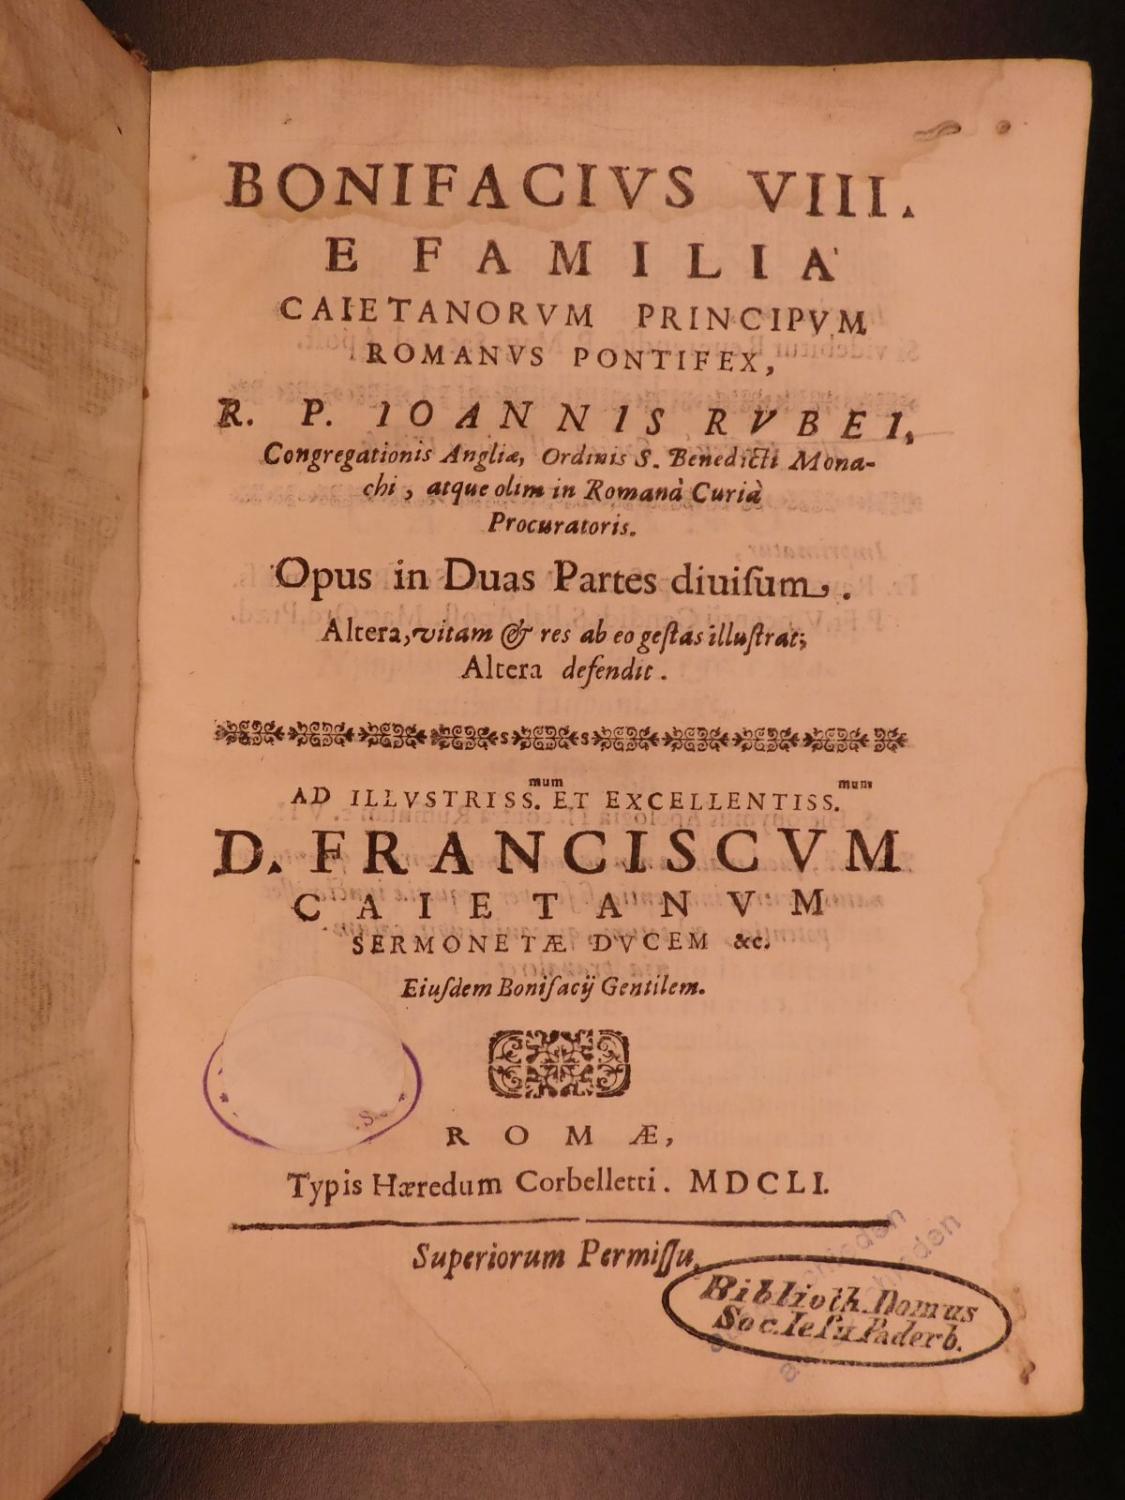 BONIFACIVS VIII.
E FAMILIA
CAIETANORVM PRINCIPVM
ROMANVS PONTIFEX,
R. P. IOANNIS RVBEI,
Congregationis Angliæ, Ordinis S. Benedicti Mona-
chi, atque olim in Romanà Curià
Procuratoris.
Opus in Duas Partes diuiſum.
Altera, vitam & res ab eo geſtas illuſtrat;
Altera defendit.
AD ILLVSTRISS.mum ET EXCELLENTISS.mum
D. FRANCISCVM
CAIETANVM
SERMONETÆ DVCEM &c.
Eiuſdem Bonifacij Gentilem.
ROMÆ,
Typis Hæredum Corbelletti. MDCLI.
Superiorum Permiſſu,
Biblioth. Domus
Soc. Ieſu Paderb.